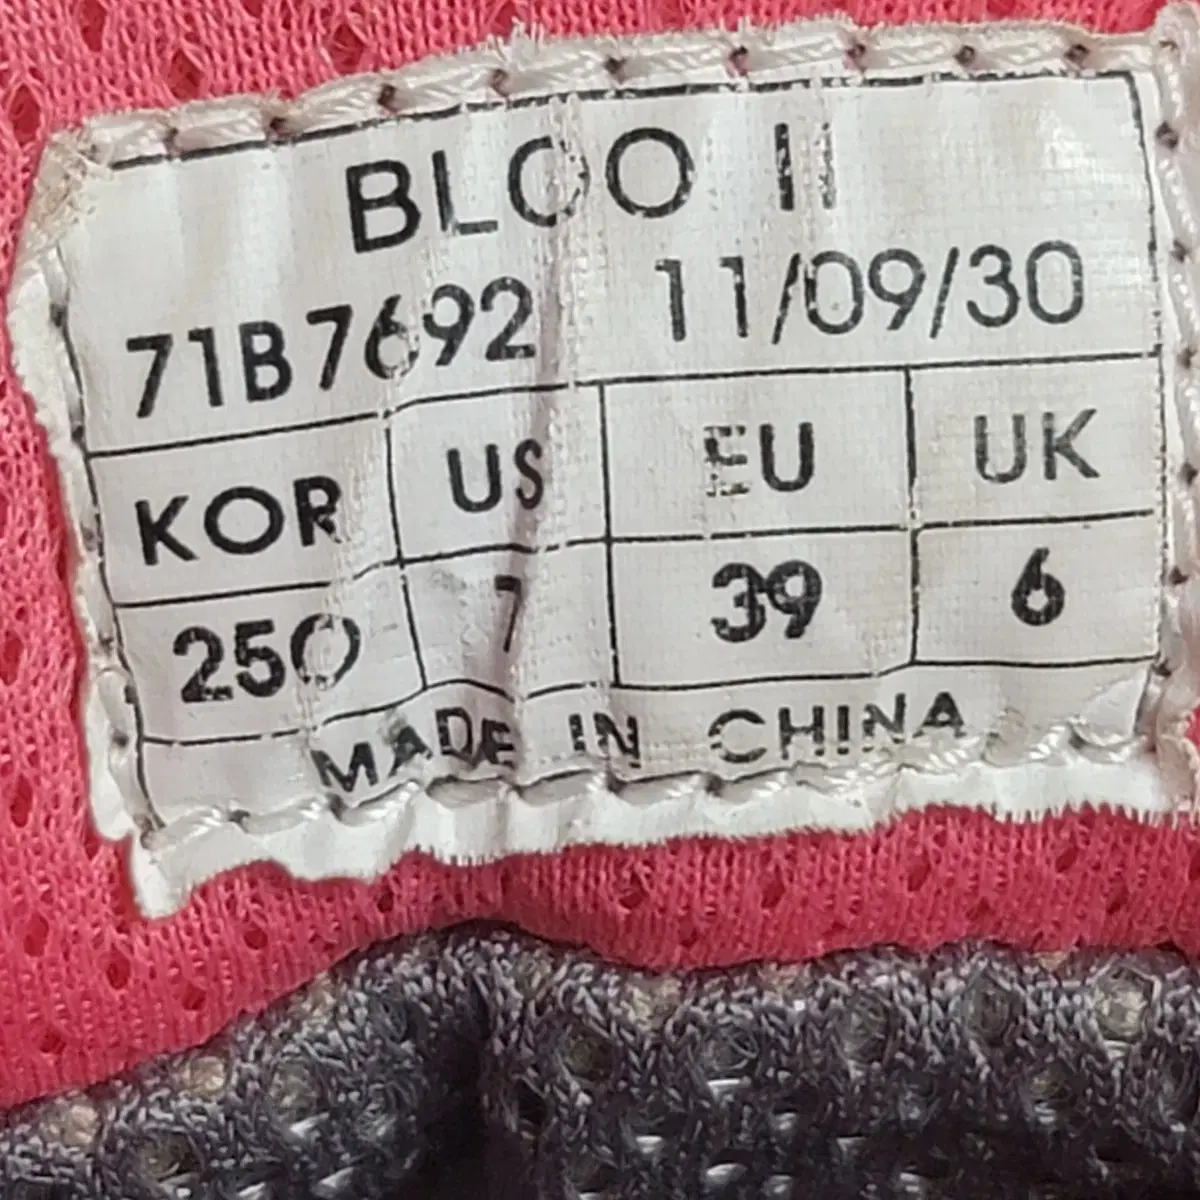 BLOO II
71B7692 11/09/30
KOR US EU UK
250 7 39 6
MADE IN CHINA